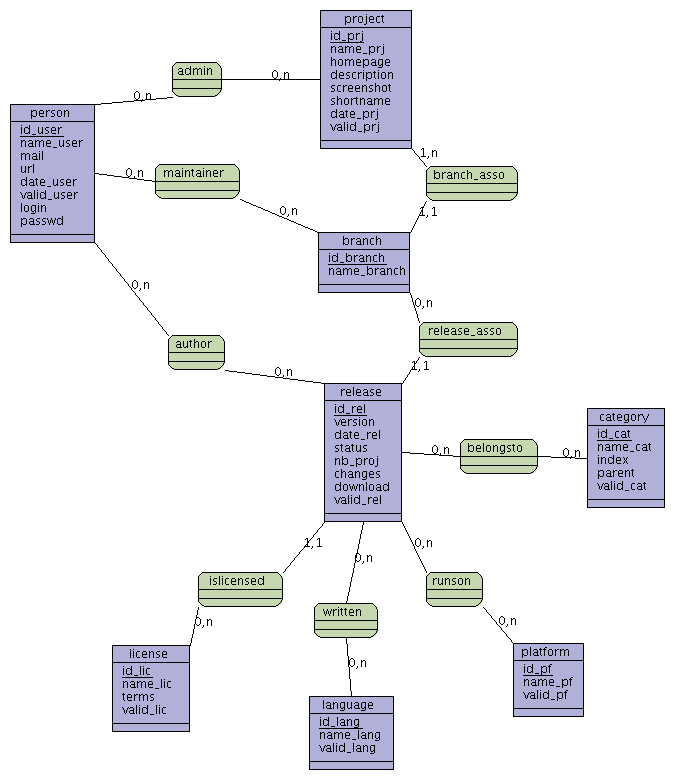 project
id_prj
name_prj
homepage
description
screenshot
shortname
date_prj
valid_prj
admin
0,n
0,n
person
id_user
name_user
mail
url
date_user
valid_user
login
passwd
0,n
maintainer
0,n
1,n
branch_asso
1,1
branch
id_branch
name_branch
0,n
0,n
release_asso
1,1
author
0,n
release
id_rel
version
date_rel
status
nb_proj
changes
download
valid_rel
0,n
belongsto
0,n
category
id_cat
name_cat
index
parent
valid_cat
1,1
0,n
0,n
islicensed
written
runson
0,n
0,n
0,n
license
id_lic
name_lic
terms
valid_lic
language
id_lang
name_lang
valid_lang
platform
id_pf
name_pf
valid_pf